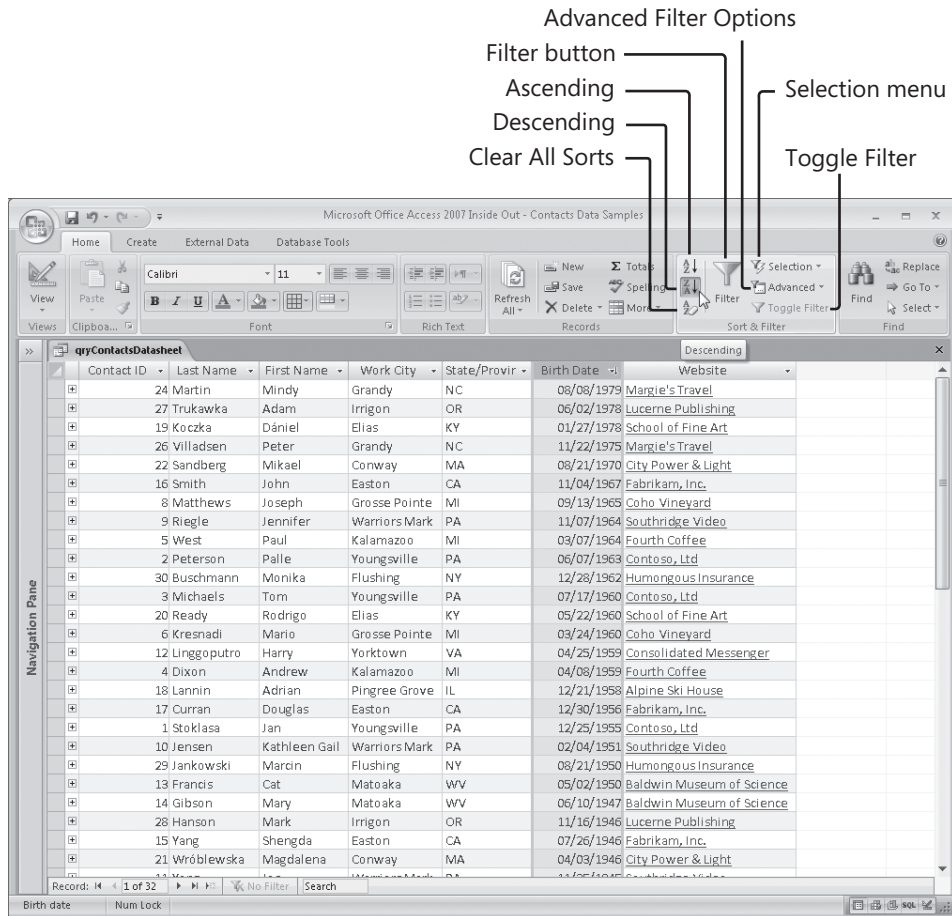 Advanced Filter Options
Filter button
Ascending
Selection menu
Descending
Clear All Sorts
Toggle Filter
Microsoft Office Access 2007 Inside Out - Contacts Data Samples
Home Create External Data Database Tools
Calibri 11 New Totals Selection Replace
Save Spelling Advanced Go To
View Paste B I U A Refresh All Delete More Filter Toggle Filter Find Select
Views Clipboa... Font Rich Text Records Sort & Filter Find
qryContactsDatasheet Descending
Contact ID Last Name First Name Work City State/Provir Birth Date Website
24 Martin Mindy Grandy NC 08/08/1979 Margie's Travel
27 Trukawka Adam Irrigon OR 06/02/1978 Lucerne Publishing
19 Koczka Dániel Elias KY 01/27/1978 School of Fine Art
26 Villadsen Peter Grandy NC 11/22/1975 Margie's Travel
22 Sandberg Mikael Conway MA 08/21/1970 City Power & Light
16 Smith John Easton CA 11/04/1967 Fabrikam, Inc.
8 Matthews Joseph Grosse Pointe MI 09/13/1965 Coho Vineyard
9 Riegle Jennifer Warriors Mark PA 11/07/1964 Southridge Video
5 West Paul Kalamazoo MI 03/07/1964 Fourth Coffee
2 Peterson Palle Youngsville PA 06/07/1963 Contoso, Ltd
30 Buschmann Monika Flushing NY 12/28/1962 Humongous Insurance
3 Michaels Tom Youngsville PA 07/17/1960 Contoso, Ltd
20 Ready Rodrigo Elias KY 05/22/1960 School of Fine Art
6 Kresnadi Mario Grosse Pointe MI 03/24/1960 Coho Vineyard
12 Linggoputro Harry Yorktown VA 04/25/1959 Consolidated Messenger
4 Dixon Andrew Kalamazoo MI 04/08/1959 Fourth Coffee
18 Lannin Adrian Pingree Grove IL 12/21/1958 Alpine Ski House
17 Curran Douglas Easton CA 12/30/1956 Fabrikam, Inc.
1 Stoklasa Jan Youngsville PA 12/25/1955 Contoso, Ltd
10 Jensen Kathleen Gail Warriors Mark PA 02/04/1951 Southridge Video
29 Jankowski Marcin Flushing NY 08/21/1950 Humongous Insurance
13 Francis Cat Matoaka WV 05/02/1950 Baldwin Museum of Science
14 Gibson Mary Matoaka WV 06/10/1947 Baldwin Museum of Science
28 Hanson Mark Irrigon OR 11/16/1946 Lucerne Publishing
15 Yang Shengda Easton CA 07/26/1946 Fabrikam, Inc.
21 Wróblewska Magdalena Conway MA 04/03/1946 City Power & Light
Navigation Pane
Record: 1 of 32 No Filter Search
Birth date Num Lock SQL